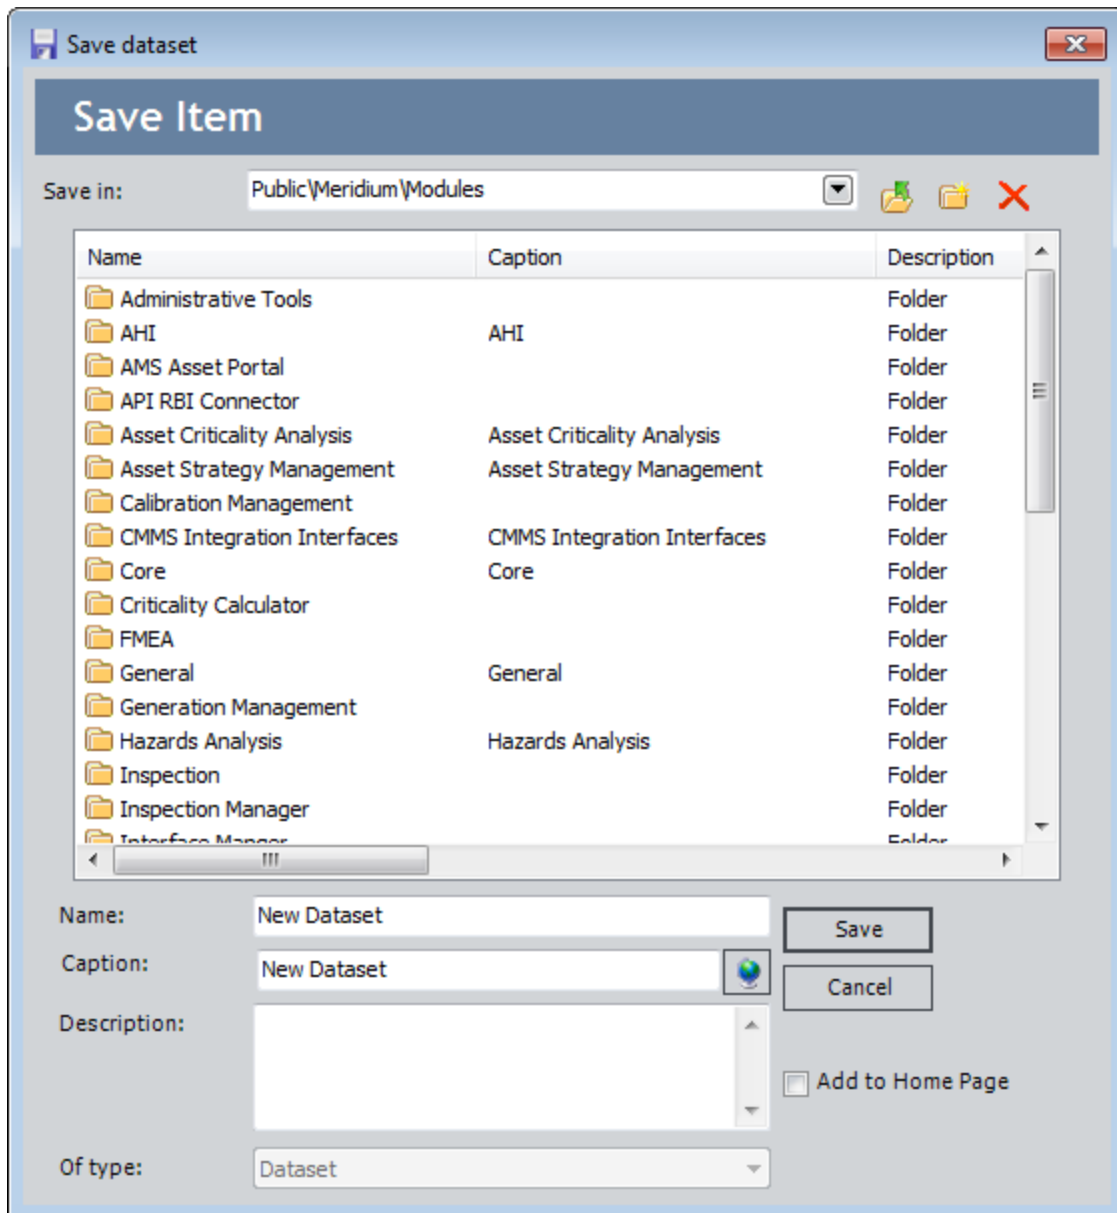 Save dataset
Save Item
Save in: Public\Meridium\Modules
Name Caption Description
Administrative Tools Folder
AHI AHI Folder
AMS Asset Portal Folder
API RBI Connector Folder
Asset Criticality Analysis Asset Criticality Analysis Folder
Asset Strategy Management Asset Strategy Management Folder
Calibration Management Folder
CMMS Integration Interfaces CMMS Integration Interfaces Folder
Core Core Folder
Criticality Calculator Folder
FMEA Folder
General General Folder
Generation Management Folder
Hazards Analysis Hazards Analysis Folder
Inspection Folder
Inspection Manager Folder
Interface Manger Folder
Name: New Dataset Save
Caption: New Dataset
Cancel
Description:
Add to Home Page
Of type: Dataset